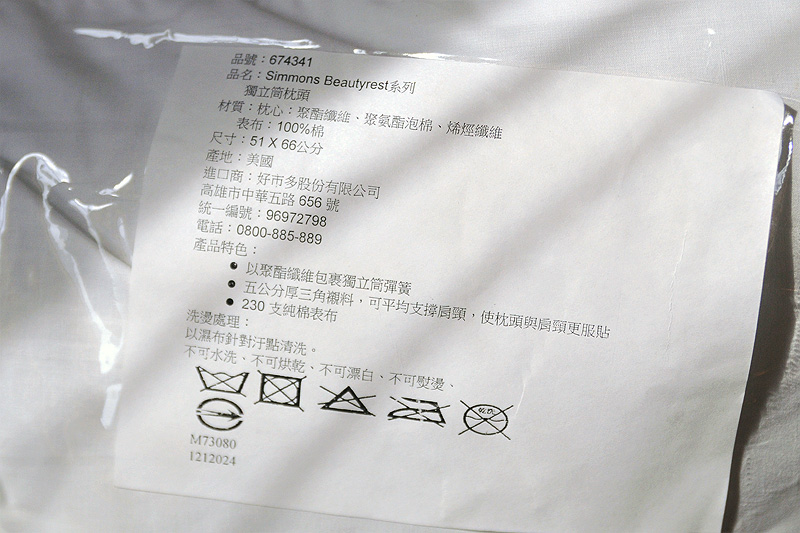 品號：674341
品名：Simmons Beautyrest系列
獨立筒枕頭
材質：枕心：聚酯纖維、聚氨酯泡棉、烯烴纖維
表布：100%棉
尺寸：51 X 66公分
產地：美國
進口商：好市多股份有限公司
高雄市中華五路 656 號
統一編號：96972798
電話：0800-885-889
產品特色：
● 以聚酯纖維包裹獨立筒彈簧
● 五公分厚三角襯料，可平均支撐肩頸，使枕頭與肩頸更服貼
● 230 支純棉表布
洗燙處理：
以濕布針對汙點清洗。
不可水洗、不可烘乾、不可漂白、不可熨燙、
乾洗
M73080
1212024